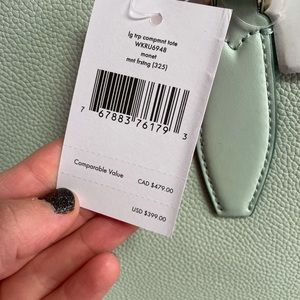 lg trp compmnt tote
WKRU6948
monet
mnt frstng (325)
7 67883 76179 3
Comparable Value
CAD $479.00
USD $399.00